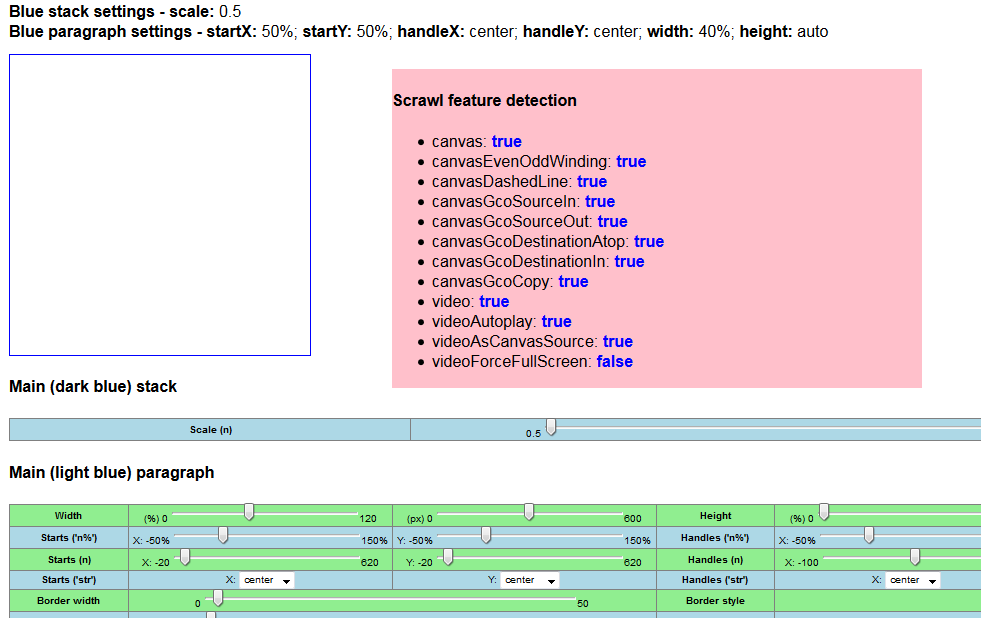 Blue stack settings - scale: 0.5
Blue paragraph settings - startX: 50%; startY: 50%; handleX: center; handleY: center; width: 40%; height: auto
Scrawl feature detection
canvas: true
canvasEvenOddWinding: true
canvasDashedLine: true
canvasGcoSourceIn: true
canvasGcoSourceOut: true
canvasGcoDestinationAtop: true
canvasGcoDestinationIn: true
canvasGcoCopy: true
video: true
videoAutoplay: true
videoAsCanvasSource: true
videoForceFullScreen: false
Main (dark blue) stack
Scale (n) 0.5
Main (light blue) paragraph
Width (%) 0 120 (px) 0 600 Height (%) 0
Starts ('n%') X: -50% 150% Y: -50% 150% Handles ('n%') X: -50%
Starts (n) X: -20 620 Y: -20 620 Handles (n) X: -100
Starts ('str') X: center Y: center Handles ('str') X: center
Border width 0 50 Border style